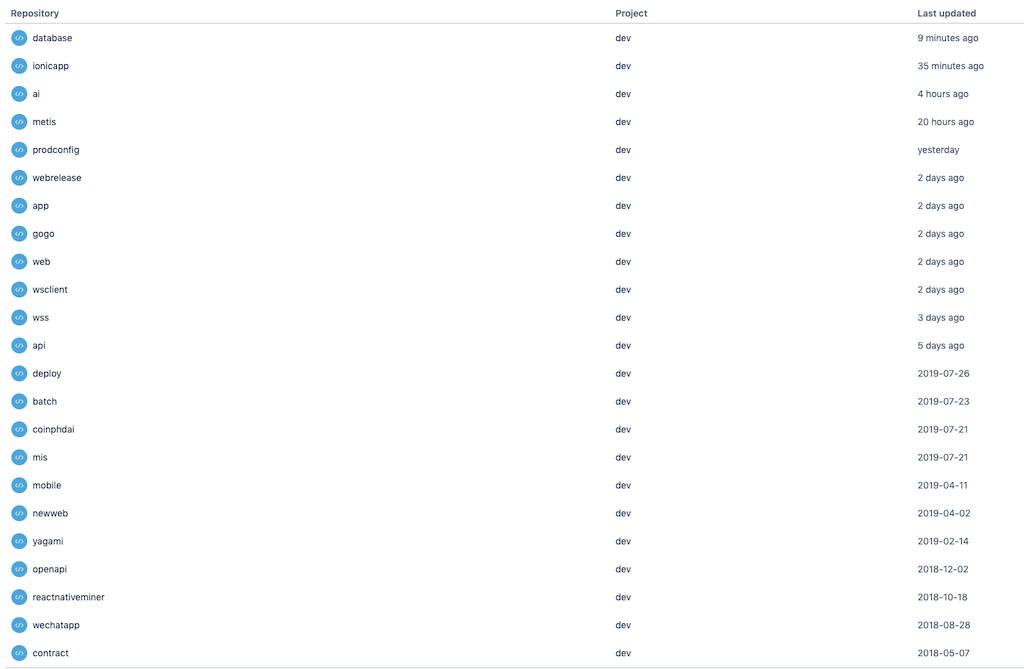 Repository Project Last updated
database dev 9 minutes ago
ionicapp dev 35 minutes ago
ai dev 4 hours ago
metis dev 20 hours ago
prodconfig dev yesterday
webrelease dev 2 days ago
app dev 2 days ago
gogo dev 2 days ago
web dev 2 days ago
wsclient dev 2 days ago
wss dev 3 days ago
api dev 5 days ago
deploy dev 2019-07-26
batch dev 2019-07-23
coinphdai dev 2019-07-21
mis dev 2019-07-21
mobile dev 2019-04-11
newweb dev 2019-04-02
yagami dev 2019-02-14
openapi dev 2018-12-02
reactnativeminer dev 2018-10-18
wechatapp dev 2018-08-28
contract dev 2018-05-07